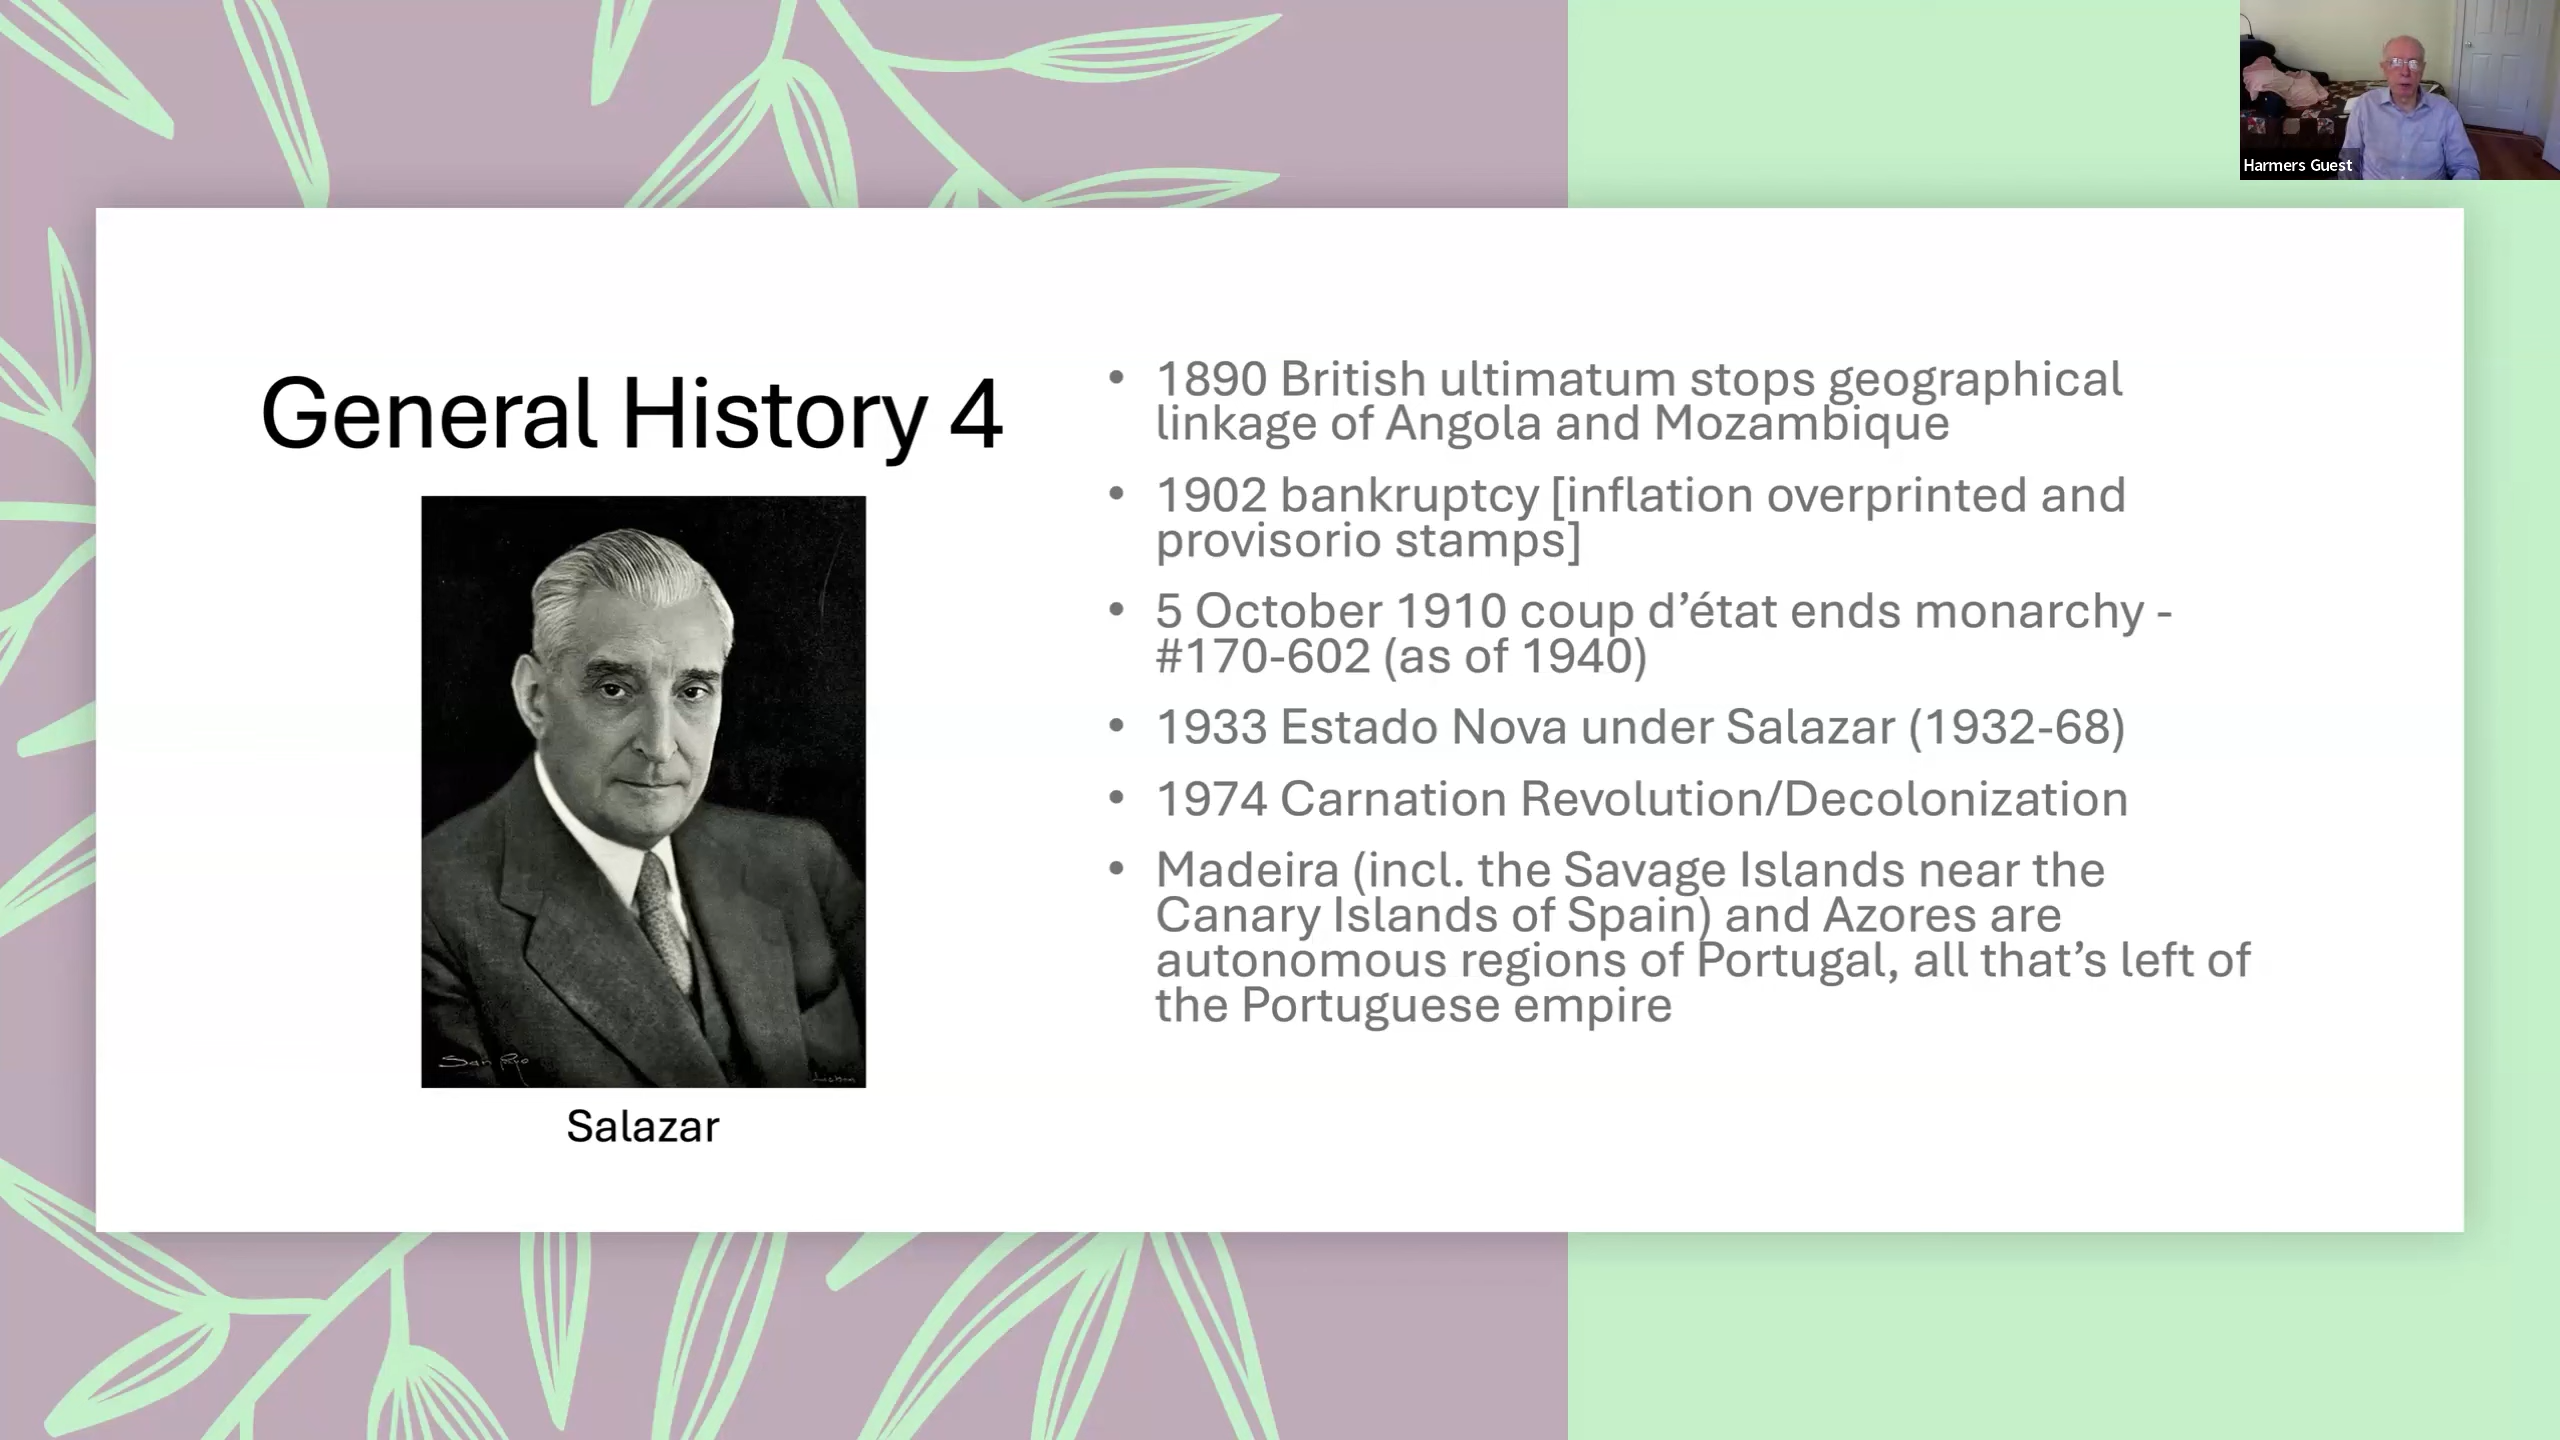 Harmers Guest
General History 4
• 1890 British ultimatum stops geographical
linkage of Angola and Mozambique
• 1902 bankruptcy [inflation overprinted and
provisorio stamps]
• 5 October 1910 coup d’état ends monarchy -
#170-602 (as of 1940)
• 1933 Estado Nova under Salazar (1932-68)
• 1974 Carnation Revolution/Decolonization
• Madeira (incl. the Savage Islands near the
Canary Islands of Spain) and Azores are
autonomous regions of Portugal, all that’s left of
the Portuguese empire
Salazar